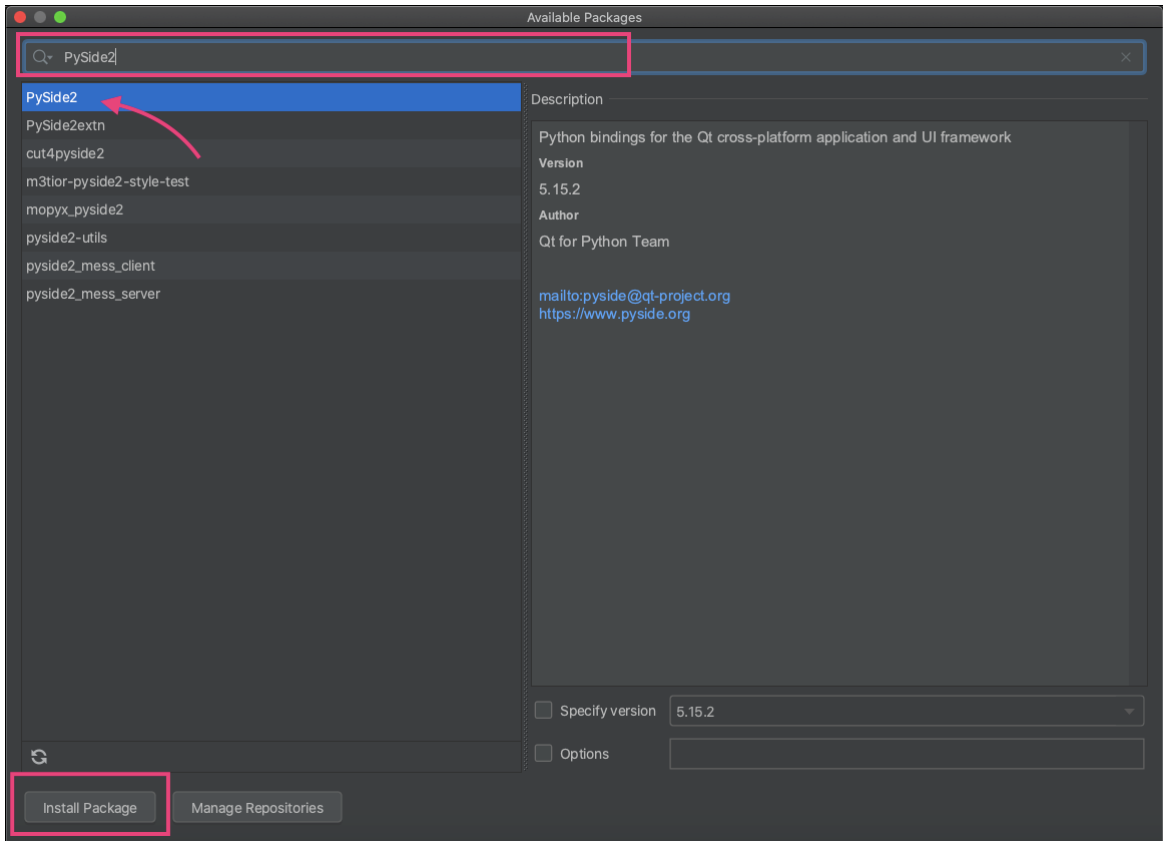 Available Packages
PySide2
PySide2
PySide2extn
cut4pyside2
m3tior-pyside2-style-test
mopyx_pyside2
pyside2-utils
pyside2_mess_client
pyside2_mess_server
Description
Python bindings for the Qt cross-platform application and UI framework
Version
5.15.2
Author
Qt for Python Team
mailto:pyside@qt-project.org
https://www.pyside.org
Specify version 5.15.2
Options
Install Package Manage Repositories